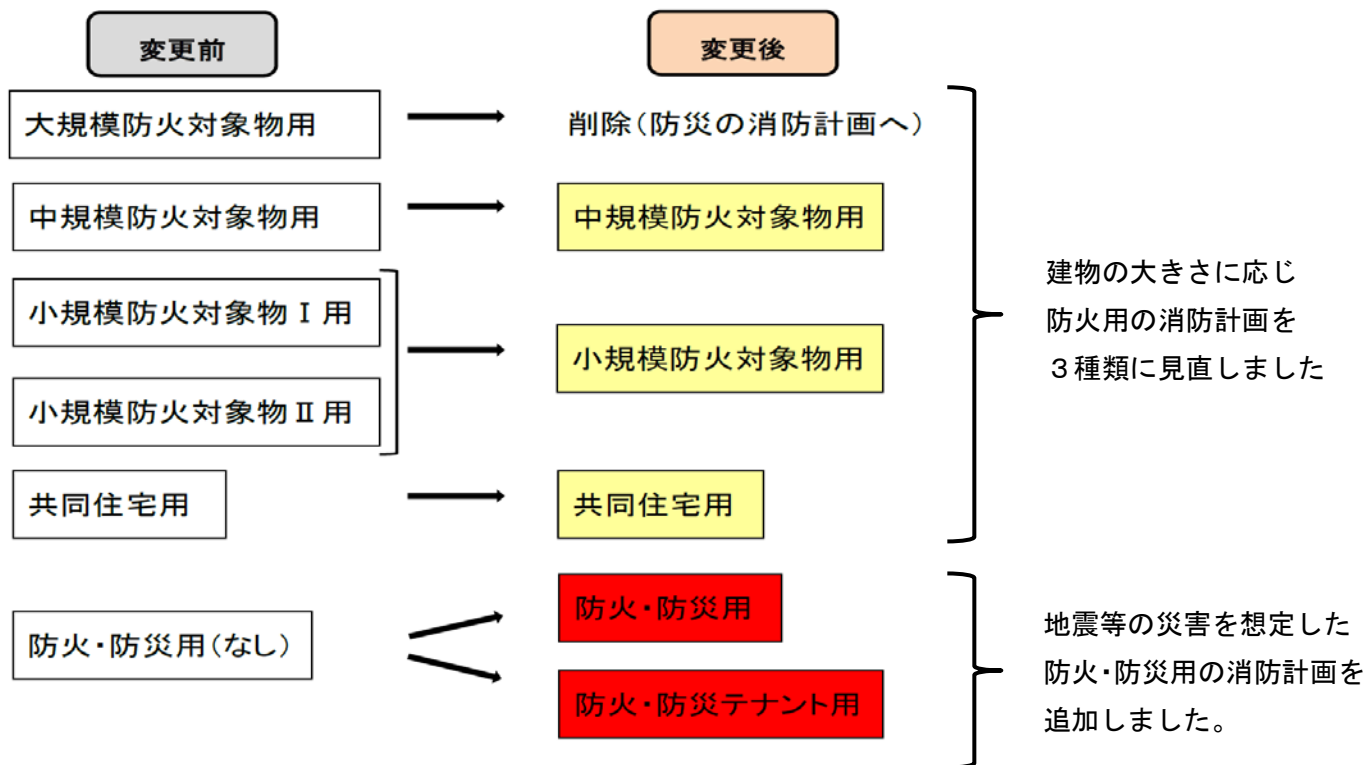 変更前
変更後
大規模防火対象物用
削除(防災の消防計画へ)
中規模防火対象物用
中規模防火対象物用
小規模防火対象物Ⅰ用
小規模防火対象物Ⅱ用
小規模防火対象物用
共同住宅用
共同住宅用
建物の大きさに応じ
防火用の消防計画を
３種類に見直しました
防火・防災用(なし)
防火・防災用
防火・防災テナント用
地震等の災害を想定した
防火・防災用の消防計画を
追加しました。